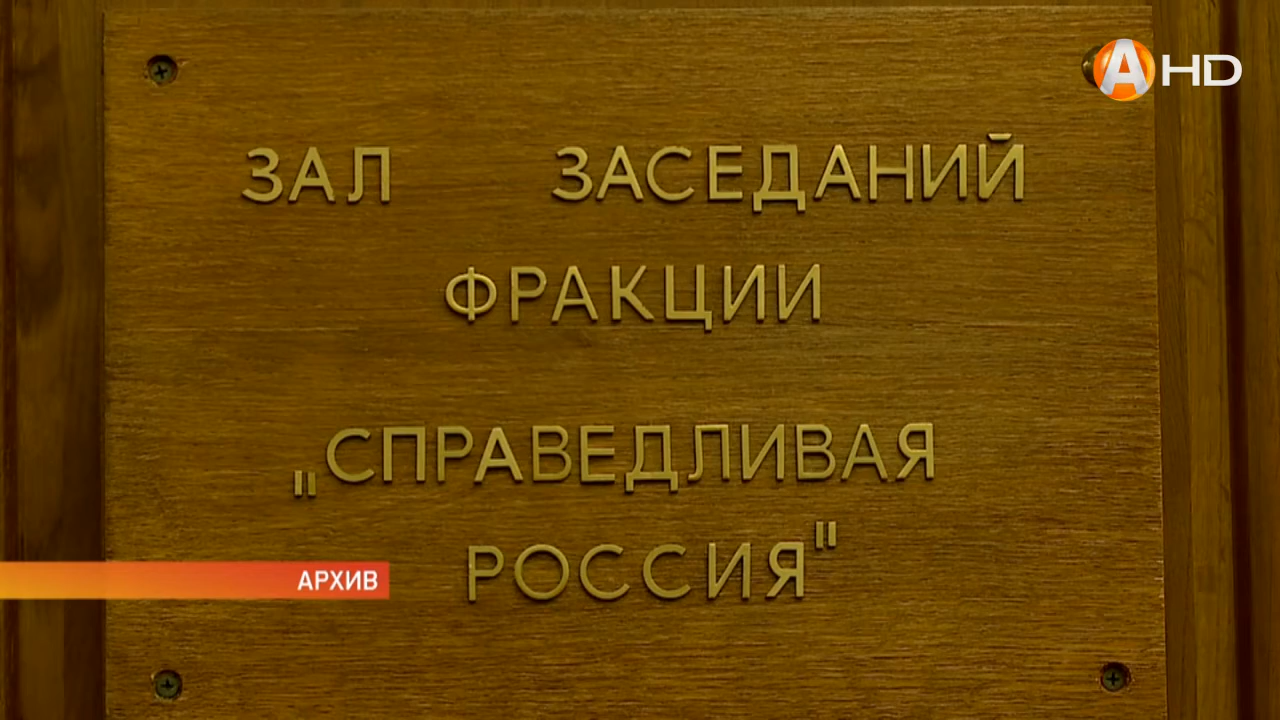 А HD
ЗАЛ ЗАСЕДАНИЙ
ФРАКЦИИ
„СПРАВЕДЛИВАЯ
РОССИЯ"
АРХИВ